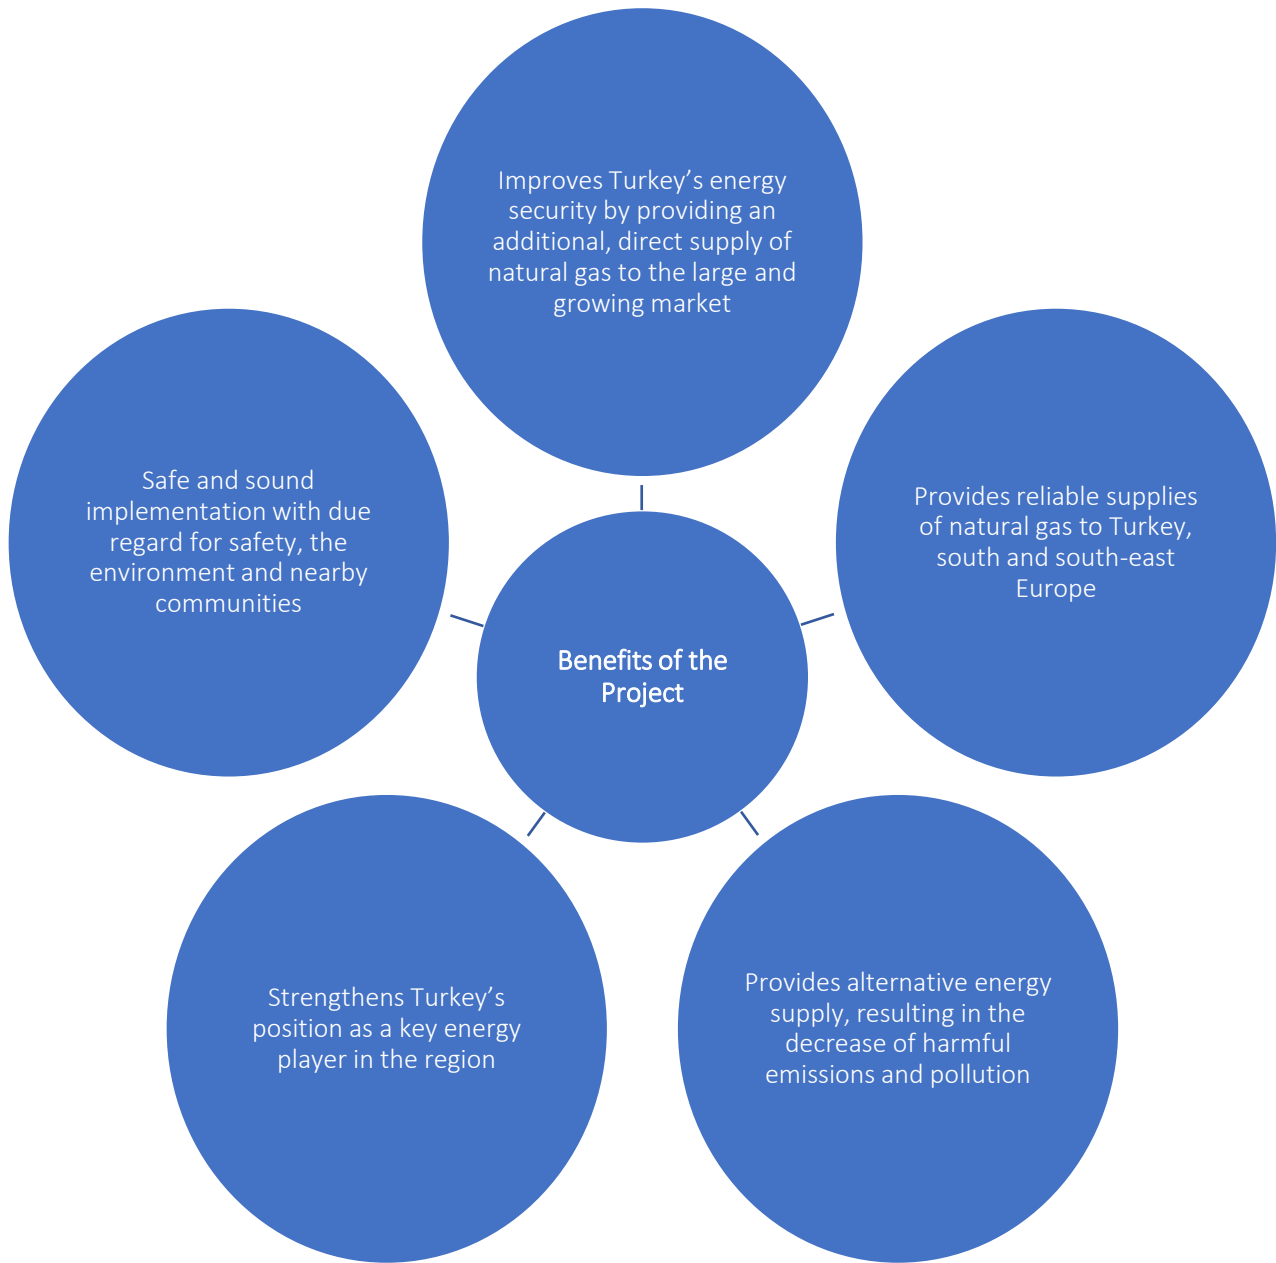 Improves Turkey’s energy
security by providing an
additional, direct supply of
natural gas to the large and
growing market
Provides reliable supplies
of natural gas to Turkey,
south and south-east
Europe
Provides alternative energy
supply, resulting in the
decrease of harmful
emissions and pollution
Strengthens Turkey’s
position as a key energy
player in the region
Safe and sound
implementation with due
regard for safety, the
environment and nearby
communities
Benefits of the
Project